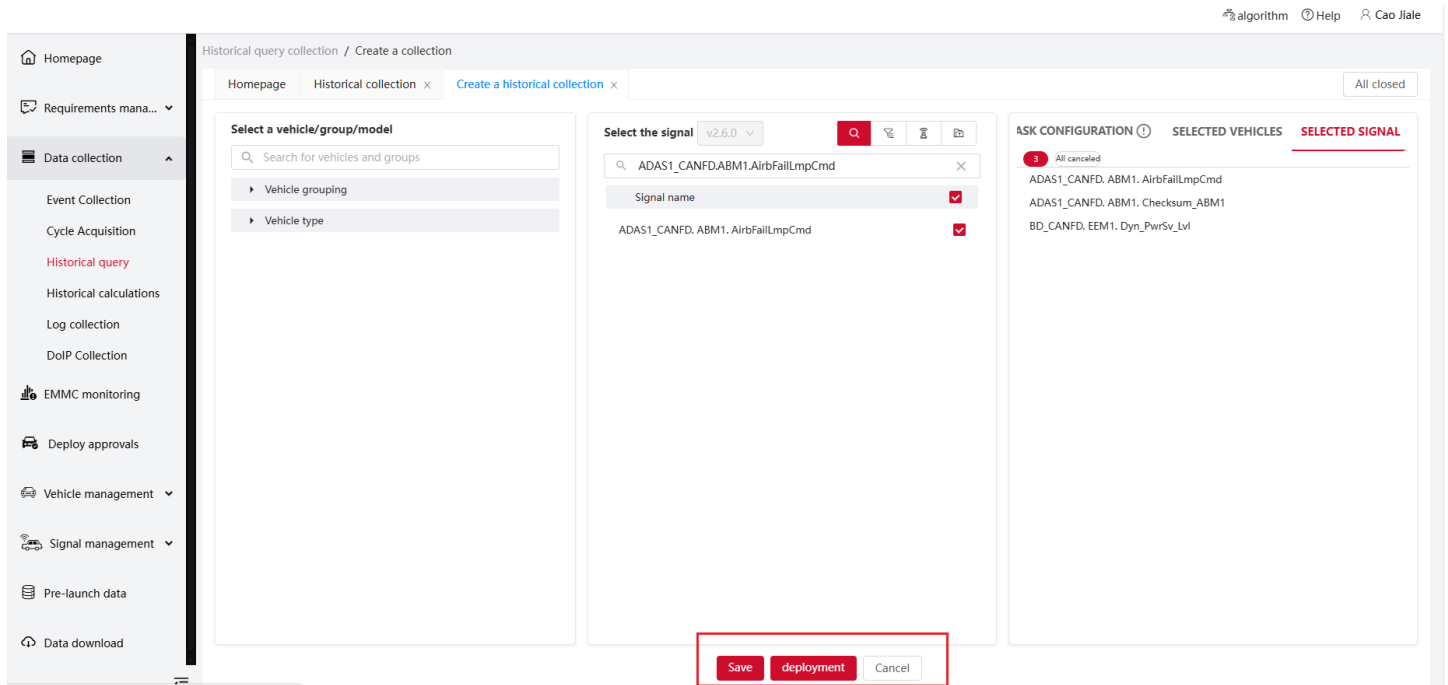 algorithm Help Cao Jiale
Homepage
Requirements mana...
Data collection
Event Collection
Cycle Acquisition
Historical query
Historical calculations
Log collection
DoIP Collection
EMMC monitoring
Deploy approvals
Vehicle management
Signal management
Pre-launch data
Data download
Historical query collection / Create a collection
Homepage Historical collection × Create a historical collection × All closed
Select a vehicle/group/model
Search for vehicles and groups
Vehicle grouping
Vehicle type
Select the signal v2.6.0
ADAS1_CANFD.ABM1.AirbFailLmpCmd
Signal name
ADAS1_CANFD. ABM1. AirbFailLmpCmd
ASK CONFIGURATION SELECTED VEHICLES SELECTED SIGNAL
3 All canceled
ADAS1_CANFD. ABM1. AirbFailLmpCmd
ADAS1_CANFD. ABM1. Checksum_ABM1
BD_CANFD. EEM1. Dyn_PwrSv_Lvl
Save deployment Cancel